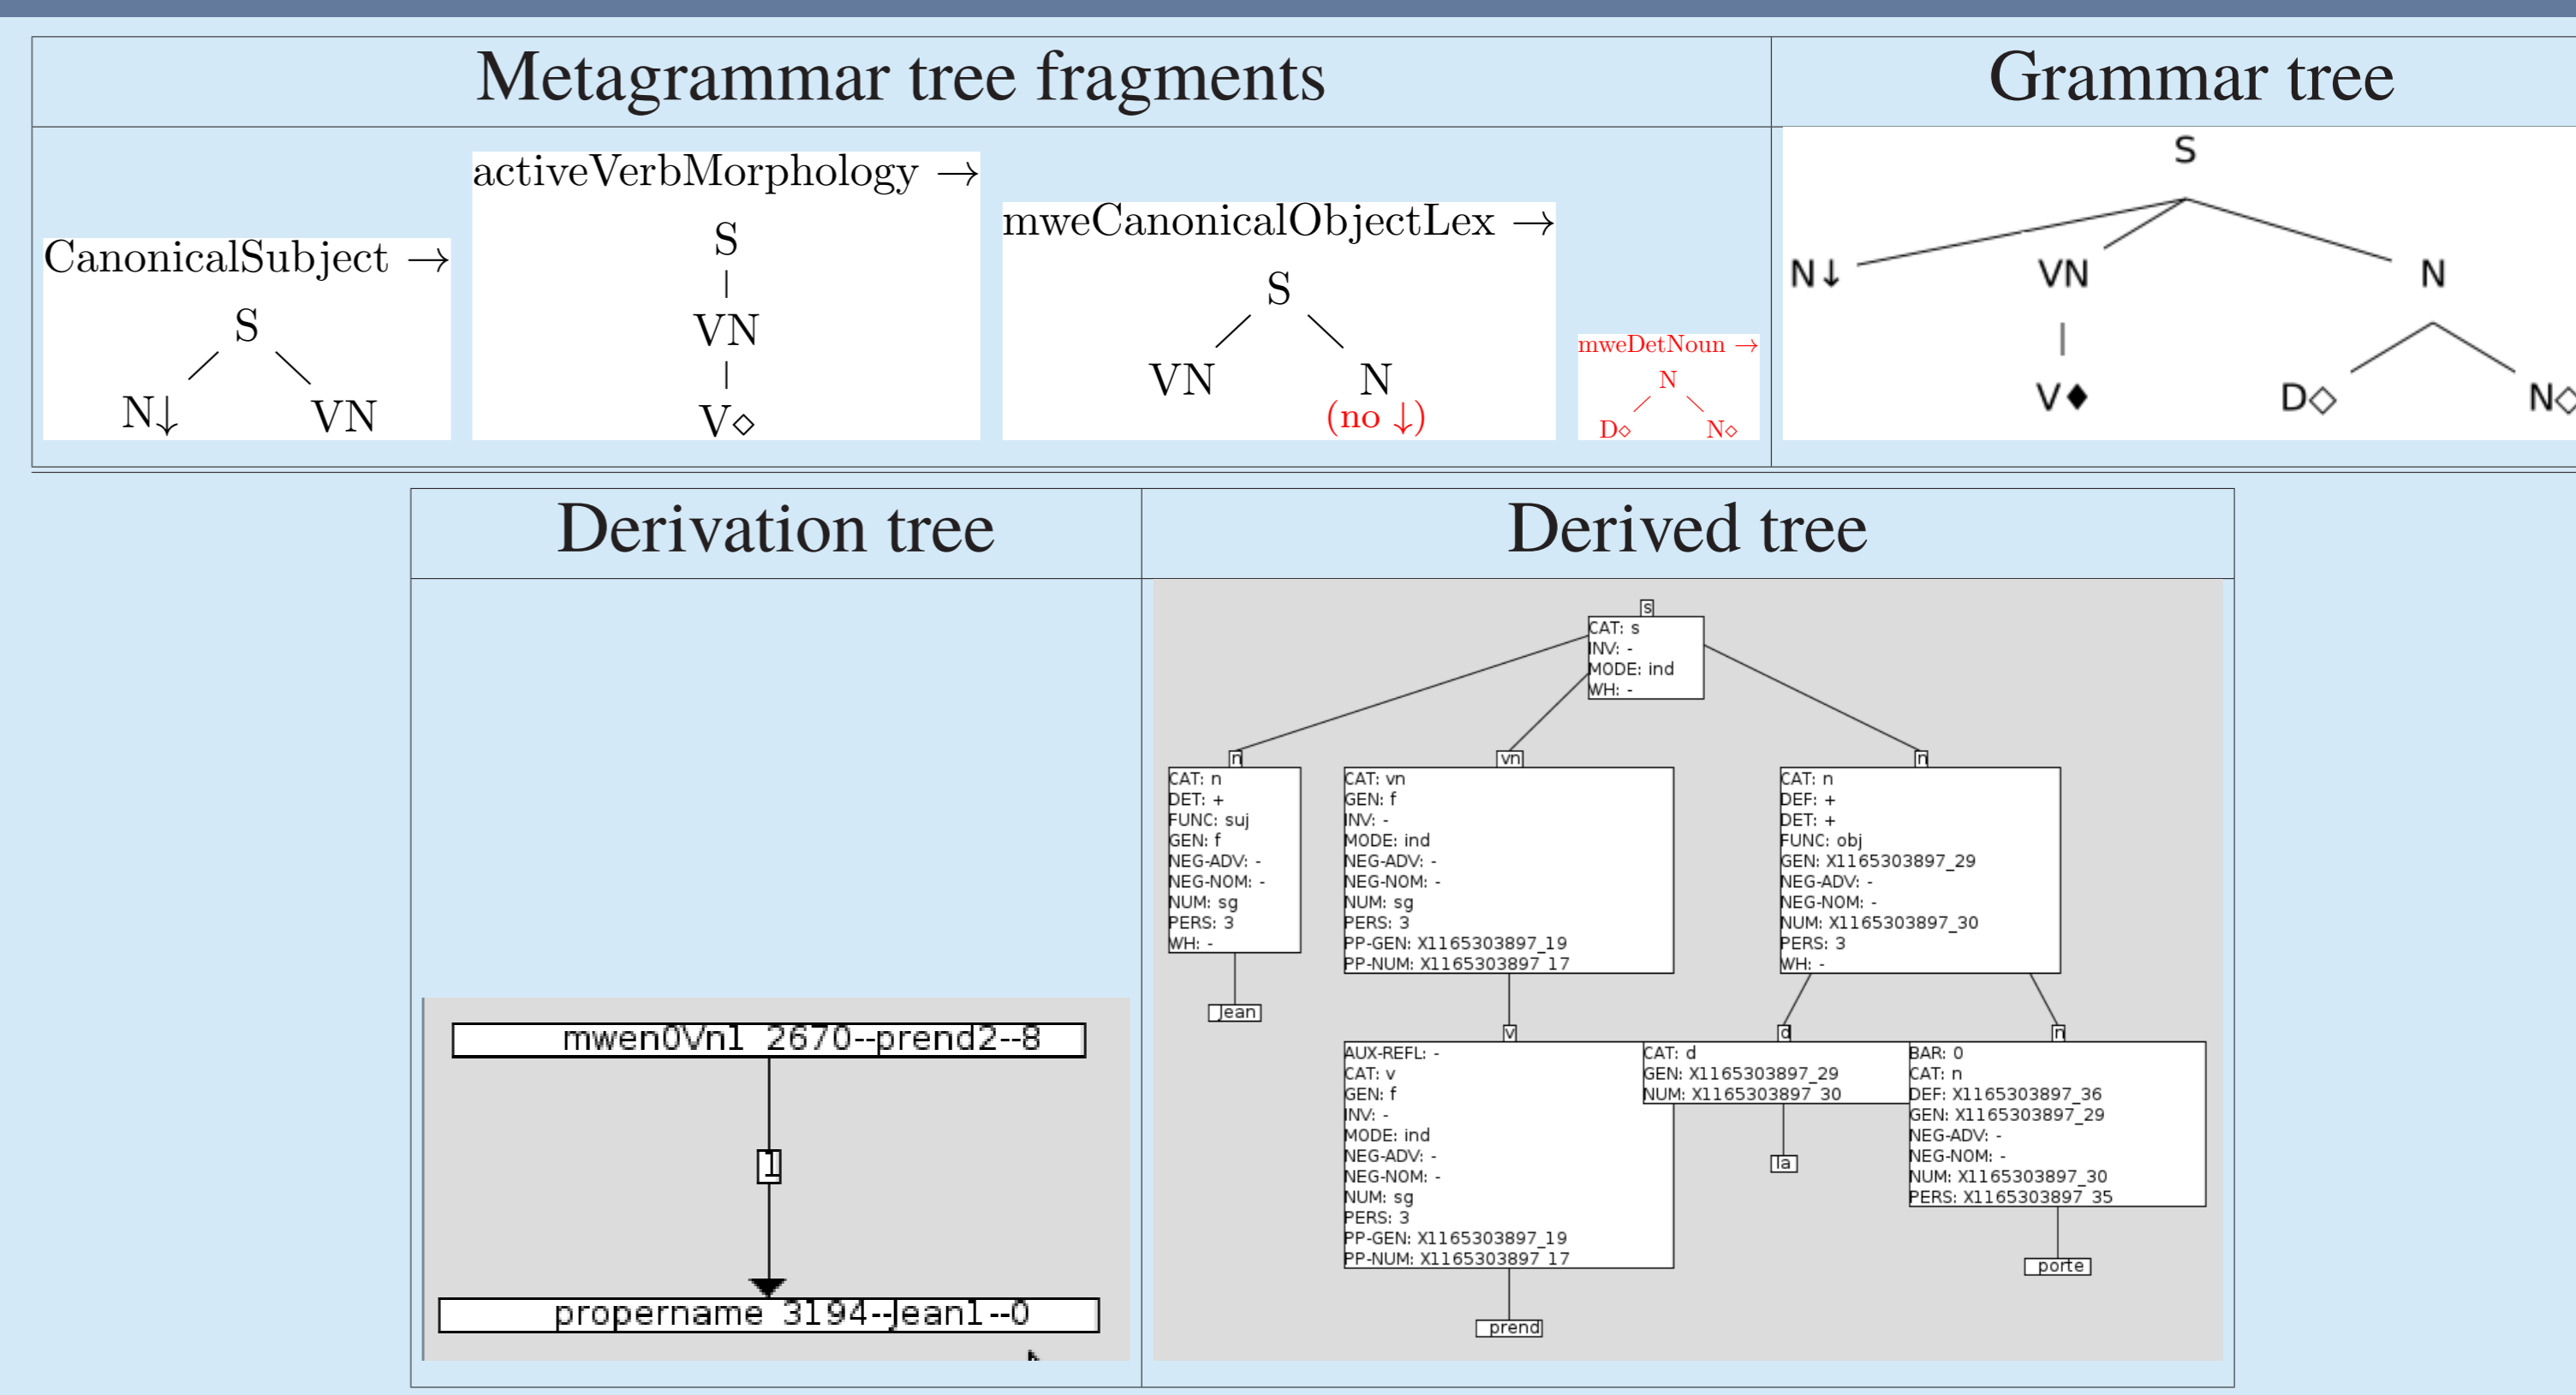 Metagrammar tree fragments
Grammar tree
CanonicalSubject →
S
N↓ VN
activeVerbMorphology →
S
VN
V◇
mweCanonicalObjectLex →
S
VN N
(no ↓)
mweDetNoun →
N
D◇ N◇
S
N↓ VN N
V♦ D◇ N◇
Derivation tree
Derived tree
mwen0Vn1 2670--prend2--8
1
propername 3194--Jean1--0
s
CAT: s
INV: -
MODE: ind
WH: -
n
CAT: n
DET: +
FUNC: suj
GEN: f
NEG-ADV: -
NEG-NOM: -
NUM: sg
PERS: 3
WH: -
Jean
vn
CAT: vn
GEN: f
INV: -
MODE: ind
NEG-ADV: -
NEG-NOM: -
NUM: sg
PERS: 3
PP-GEN: X1165303897_19
PP-NUM: X1165303897_17
n
CAT: n
DEF: +
DET: +
FUNC: obj
GEN: X1165303897_29
NEG-ADV: -
NEG-NOM: -
NUM: X1165303897_30
PERS: 3
WH: -
v
AUX-REFL: -
CAT: v
GEN: f
INV: -
MODE: ind
NEG-ADV: -
NEG-NOM: -
NUM: sg
PERS: 3
PP-GEN: X1165303897_19
PP-NUM: X1165303897_17
prend
d
CAT: d
GEN: X1165303897_29
NUM: X1165303897_30
la
n
BAR: 0
CAT: n
DEF: X1165303897_36
GEN: X1165303897_29
NEG-ADV: -
NEG-NOM: -
NUM: X1165303897_30
PERS: X1165303897_35
porte